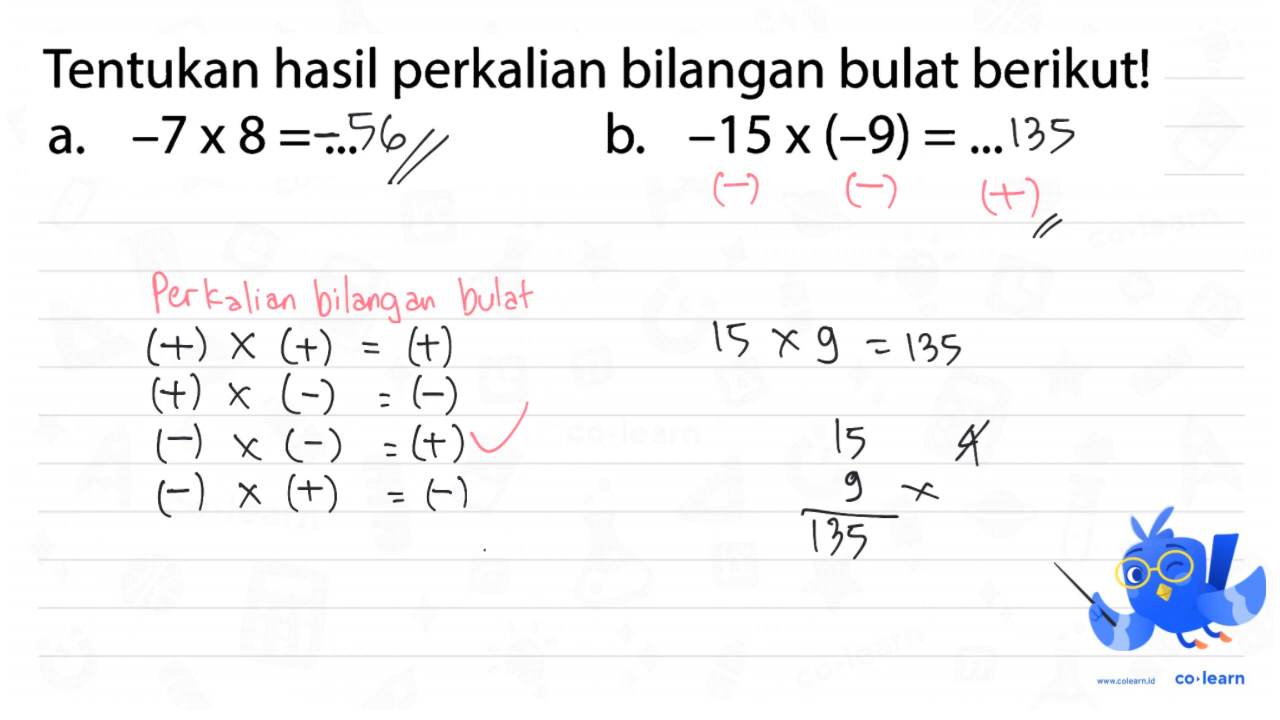 Tentukan hasil perkalian bilangan bulat berikut!
a. –7 x 8 = ... –56
b. –15 x (–9) = ... 135
(–) (–) (+)
Perkalian bilangan bulat
(+) × (+) = (+)
(+) × (–) = (–)
(–) × (–) = (+) ✓
(–) × (+) = (–)
15 × 9 = 135
15 4
9 ×
135
www.colearn.id co·learn